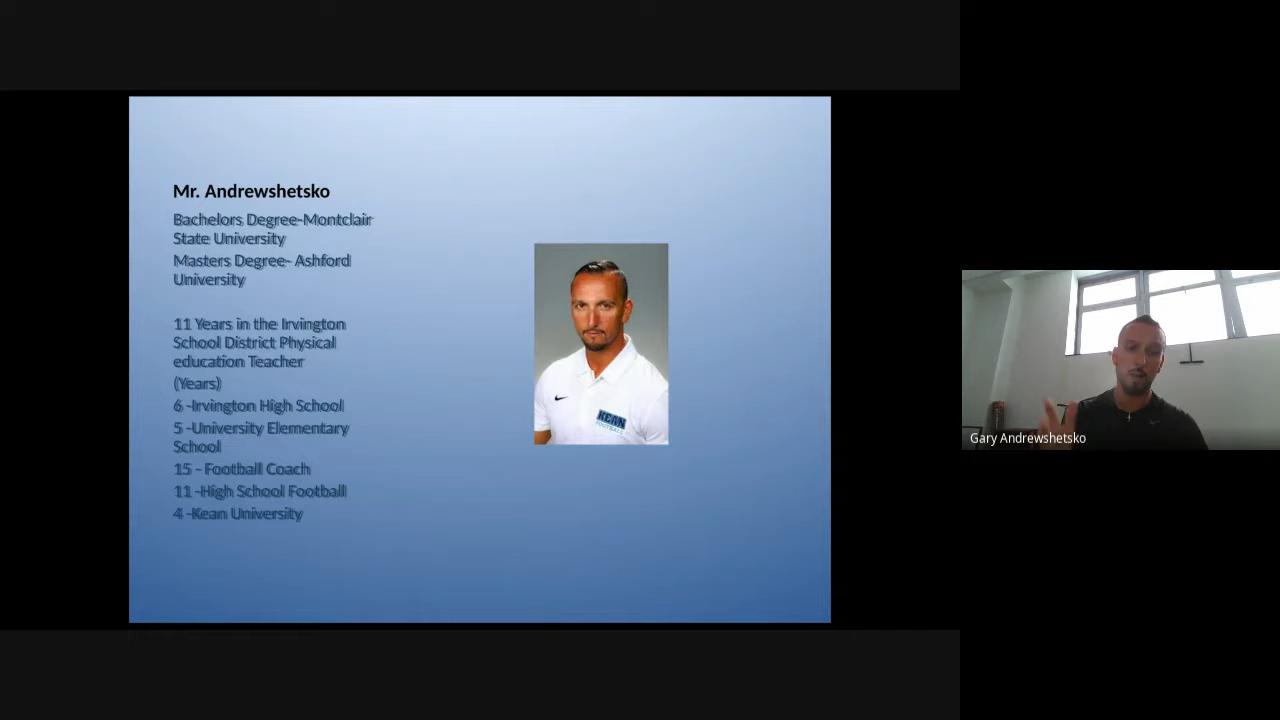 Mr. Andrewshetsko
Bachelors Degree-Montclair
State University
Masters Degree- Ashford
University
11 Years in the Irvington
School District Physical
education Teacher
(Years)
6 -Irvington High School
5 -University Elementary
School
15 - Football Coach
11 -High School Football
4 -Kean University
KEAN
FOOTBALL
Gary Andrewshetsko